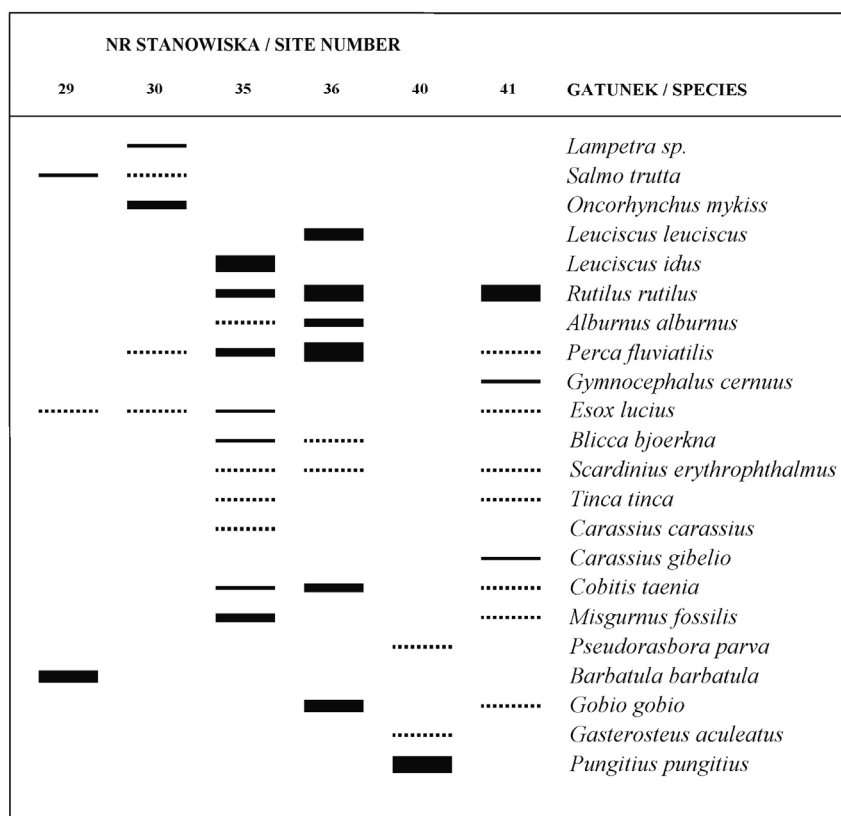 NR STANOWISKA / SITE NUMBER
29 30 35 36 40 41 GATUNEK / SPECIES
Lampetra sp.
Salmo trutta
Oncorhynchus mykiss
Leuciscus leuciscus
Leuciscus idus
Rutilus rutilus
Alburnus alburnus
Perca fluviatilis
Gymnocephalus cernuus
Esox lucius
Blicca bjoerkna
Scardinius erythrophthalmus
Tinca tinca
Carassius carassius
Carassius gibelio
Cobitis taenia
Misgurnus fossilis
Pseudorasbora parva
Barbatula barbatula
Gobio gobio
Gasterosteus aculeatus
Pungitius pungitius